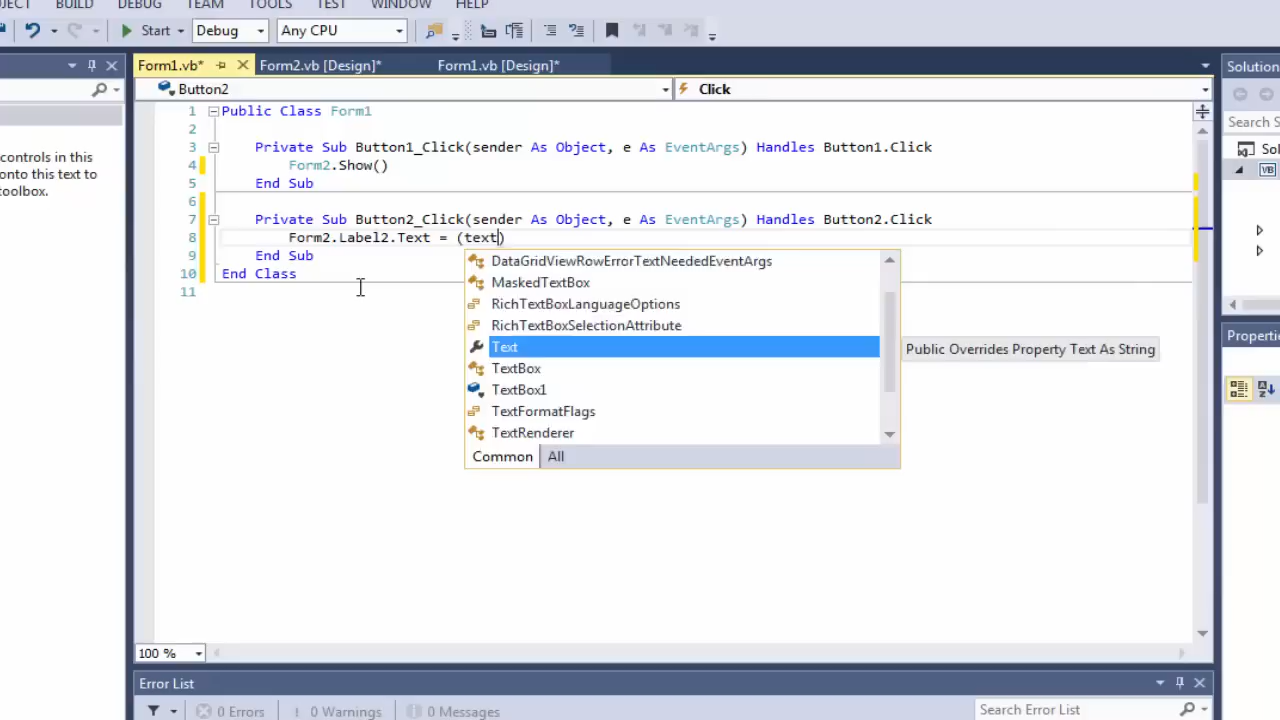 OJECT BUILD DEBUG TEAM TOOLS TEST WINDOW HELP
Start Debug Any CPU
Form1.vb* Form2.vb [Design]* Form1.vb [Design]* Solution
Button2 Click
1 Public Class Form1
Search S
2
3 Private Sub Button1_Click(sender As Object, e As EventArgs) Handles Button1.Click
Sol
controls in this
4 Form2.Show()
onto this text to
VB
5 End Sub
oolbox.
6
7 Private Sub Button2_Click(sender As Object, e As EventArgs) Handles Button2.Click
8 Form2.Label2.Text = (text)
9 End Sub
10 End Class
11
DataGridViewRowErrorTextNeededEventArgs
MaskedTextBox
RichTextBoxLanguageOptions
RichTextBoxSelectionAttribute
Text
Public Overrides Property Text As String
TextBox
TextBox1
TextFormatFlags
TextRenderer
Common All
Properti
100 %
Error List
0 Errors 0 Warnings 0 Messages Search Error List